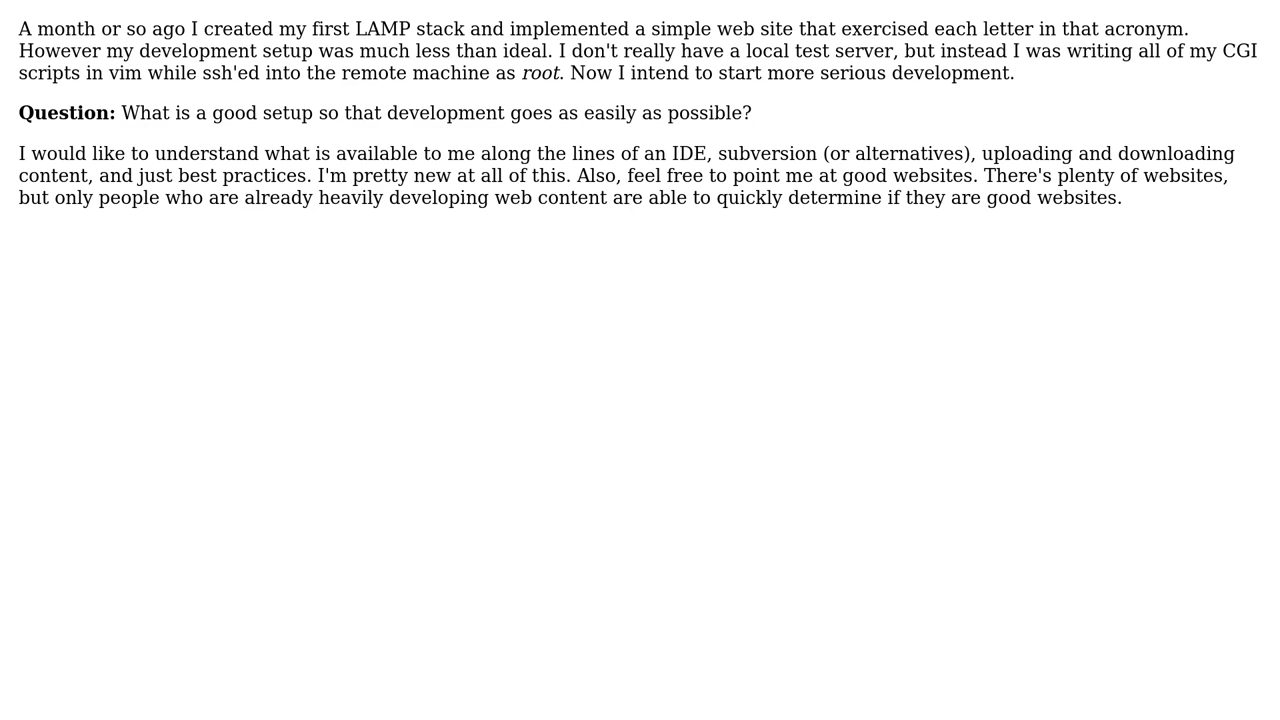 A month or so ago I created my first LAMP stack and implemented a simple web site that exercised each letter in that acronym.
However my development setup was much less than ideal. I don't really have a local test server, but instead I was writing all of my CGI
scripts in vim while ssh'ed into the remote machine as root. Now I intend to start more serious development.
Question: What is a good setup so that development goes as easily as possible?
I would like to understand what is available to me along the lines of an IDE, subversion (or alternatives), uploading and downloading
content, and just best practices. I'm pretty new at all of this. Also, feel free to point me at good websites. There's plenty of websites,
but only people who are already heavily developing web content are able to quickly determine if they are good websites.